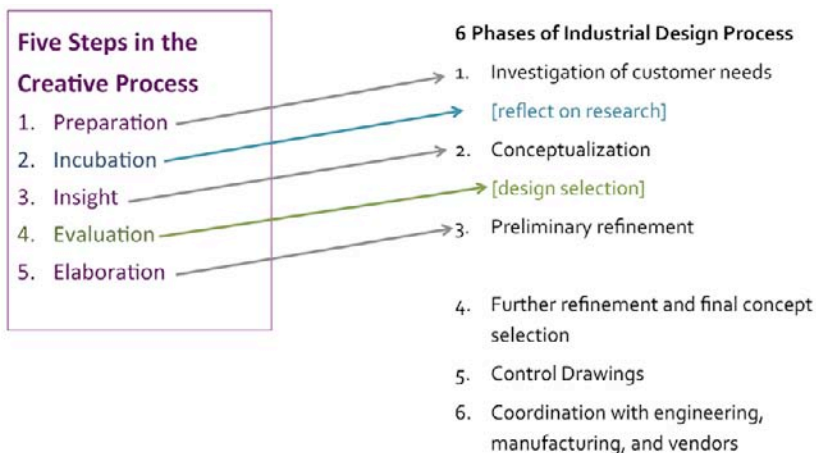 Five Steps in the
Creative Process
1. Preparation
2. Incubation
3. Insight
4. Evaluation
5. Elaboration
6 Phases of Industrial Design Process
1. Investigation of customer needs
[reflect on research]
2. Conceptualization
[design selection]
3. Preliminary refinement
4. Further refinement and final concept
selection
5. Control Drawings
6. Coordination with engineering,
manufacturing, and vendors